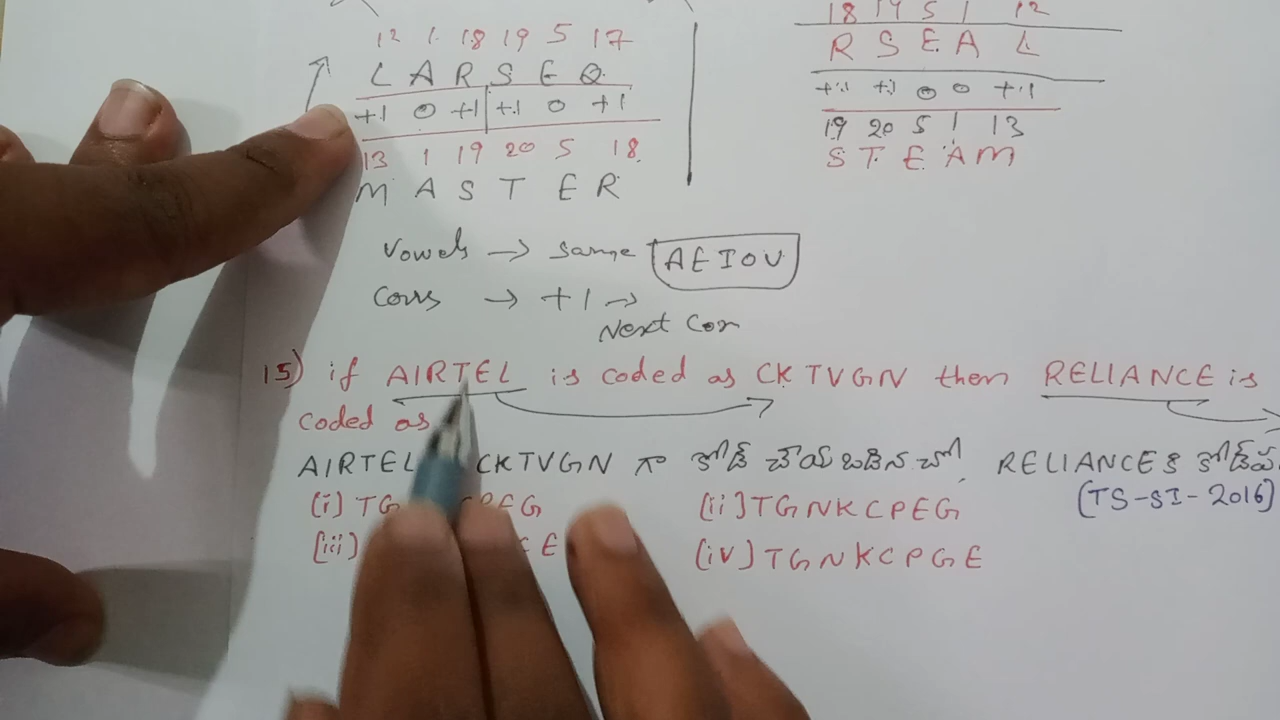 12 1 18 19 5 17
L A R S E Q
+1 0 +1 +1 0 +1
13 1 19 20 5 18
M A S T E R
18 19 5 1 12
R S E A L
+1 +1 0 0 +1
19 20 5 1 13
S T E A M
Vowels → same AEIOU
Cons → +1 →
Next Con
15) if AIRTEL is coded as CKTVGN then RELIANCE is
coded as
AIRTEL CKTVGN గా కోడ్ చేయబడిన చో, RELIANCE కి
(i) TG CPEG (ii) TGNKCPEG (TS-SI-2016)
(iii) CE (iv) TGNKCPGE